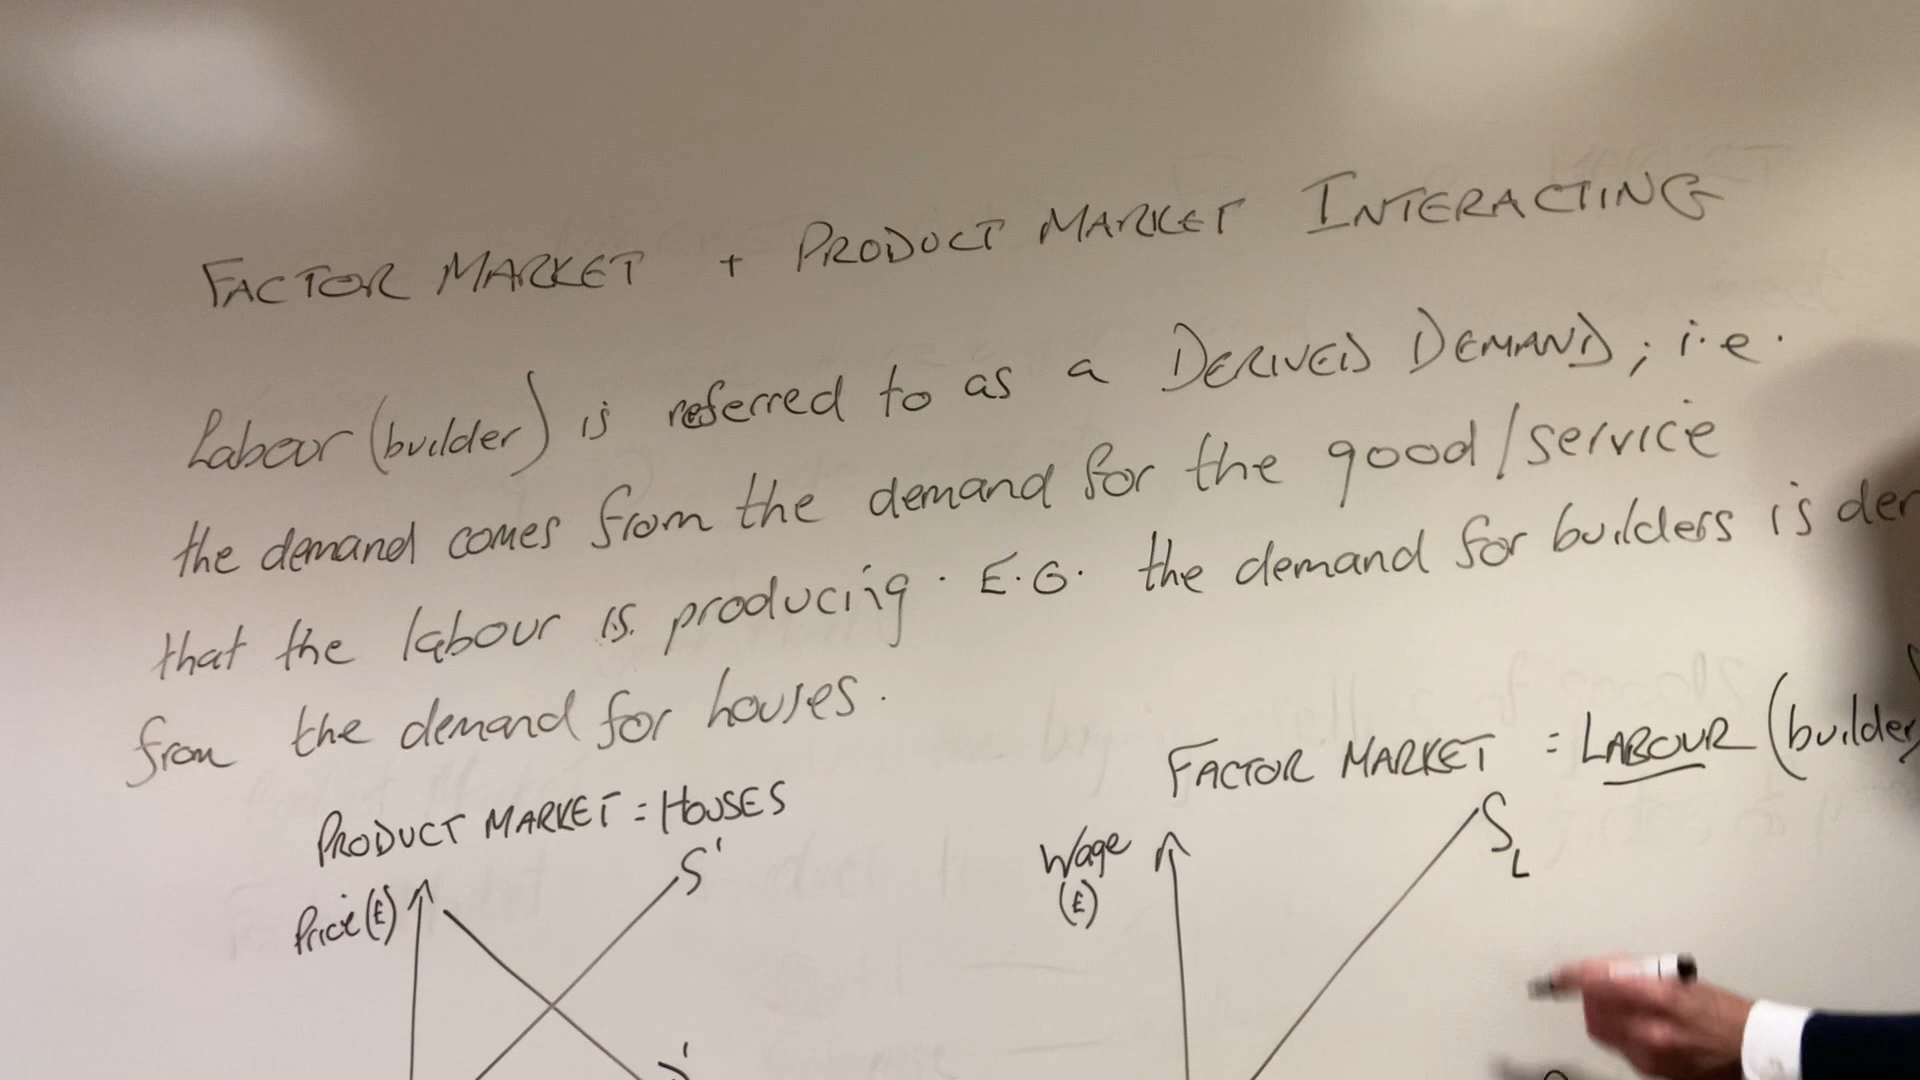 FACTOR MARKET + PRODUCT MARKET INTERACTING
Labour (builder) is referred to as a DERIVED DEMAND; i.e.
the demand comes from the demand for the good/service
that the labour is producing. E.G. the demand for builders is der
from the demand for houses.
PRODUCT MARKET = HOUSES
FACTOR MARKET = LABOUR (builder)
Price (£)
S'
Wage
(£)
SL